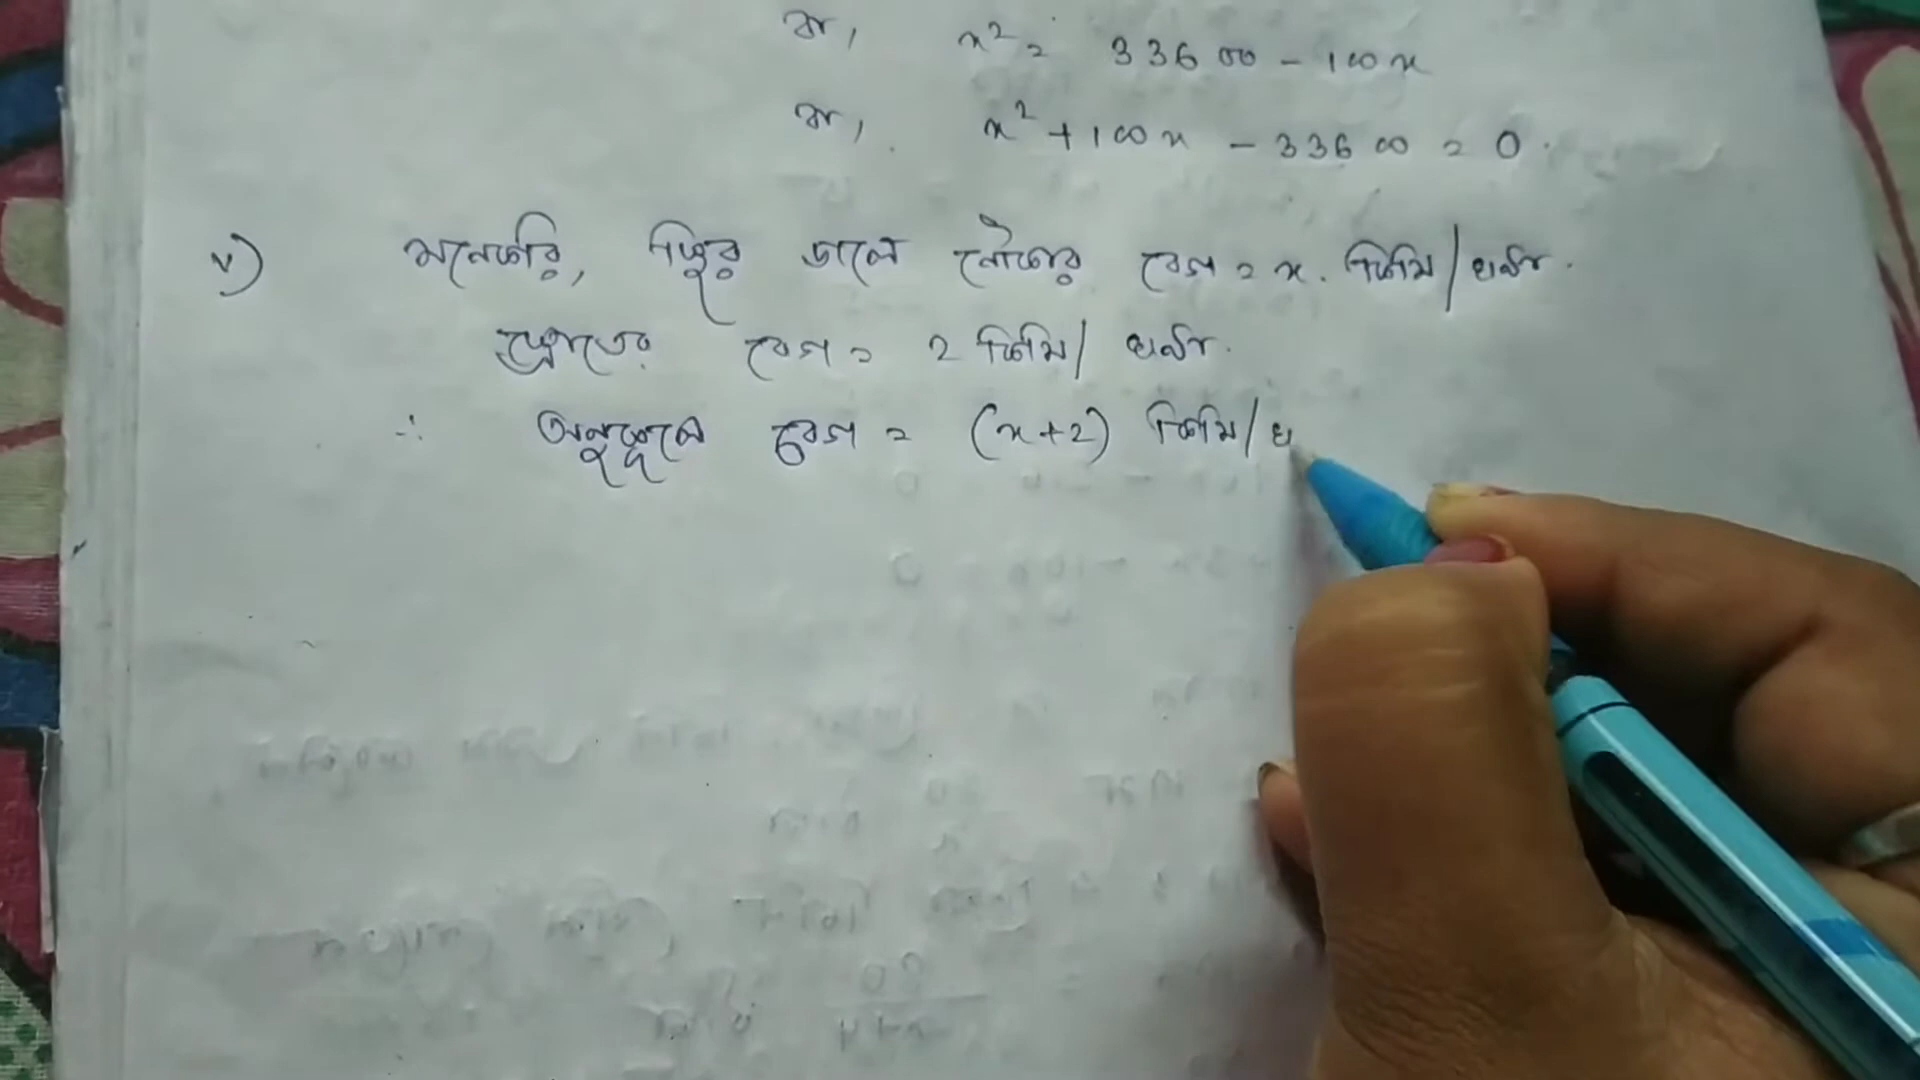 বা, x² = 33600 - 100x
বা, x² + 100x - 33600 = 0.
v) মনেকরি, স্থির জলে নৌকার বেগ = x. কিমি/ঘন্টা.
স্রোতের বেগ = 2 কিমি/ ঘন্টা.
∴ অনুকূলে বেগ = (x+2) কিমি/ঘ